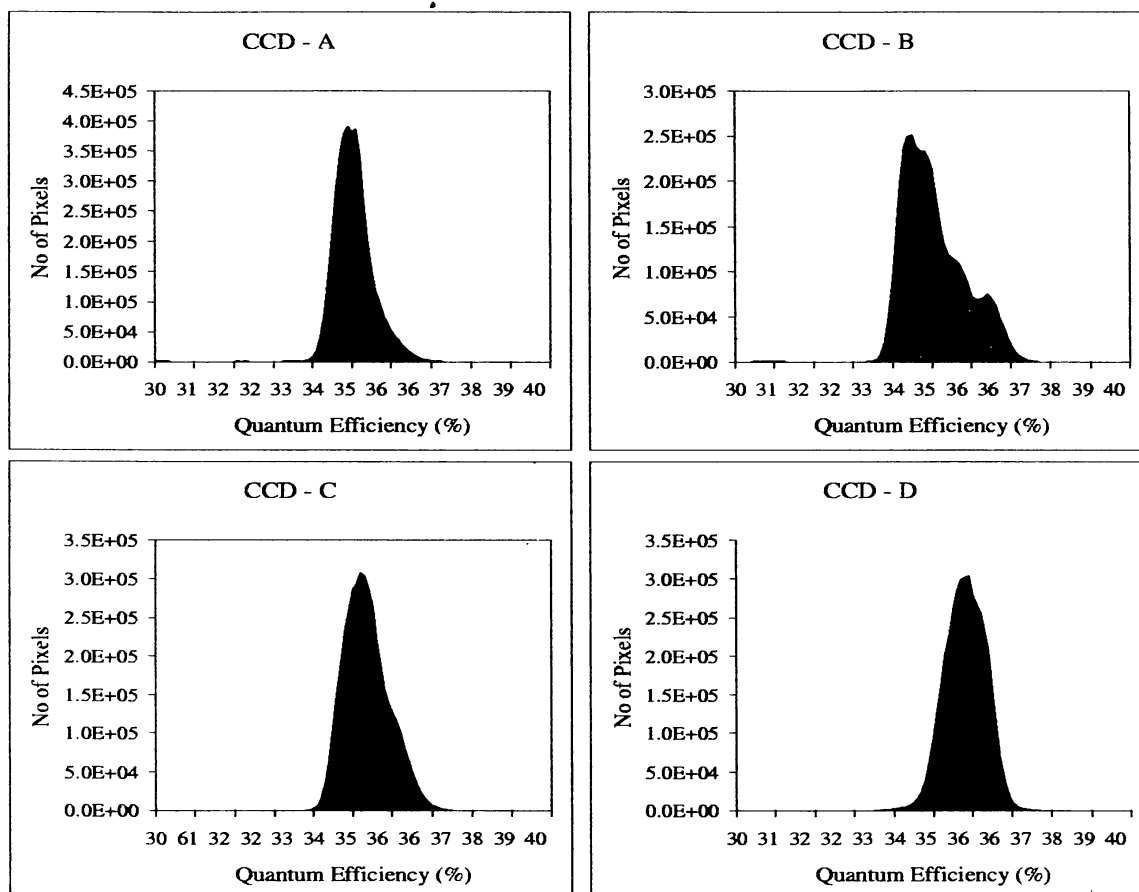 CCD - A
4.5E+05
4.0E+05
3.5E+05
3.0E+05
2.5E+05
2.0E+05
1.5E+05
1.0E+05
5.0E+04
0.0E+00
No of Pixels
30 31 32 32 33 34 35 35 36 37 38 39 40
Quantum Efficiency (%)
CCD - B
3.0E+05
2.5E+05
2.0E+05
1.5E+05
1.0E+05
5.0E+04
0.0E+00
No of Pixels
30 31 32 32 33 34 35 36 36 37 38 39 40
Quantum Efficiency (%)
CCD - C
3.5E+05
3.0E+05
2.5E+05
2.0E+05
1.5E+05
1.0E+05
5.0E+04
0.0E+00
No of Pixels
30 61 32 32 33 34 35 36 36 37 38 39 40
Quantum Efficiency (%)
CCD - D
3.5E+05
3.0E+05
2.5E+05
2.0E+05
1.5E+05
1.0E+05
5.0E+04
0.0E+00
No of Pixels
30 31 32 32 33 34 35 36 36 37 38 39 40
Quantum Efficiency (%)